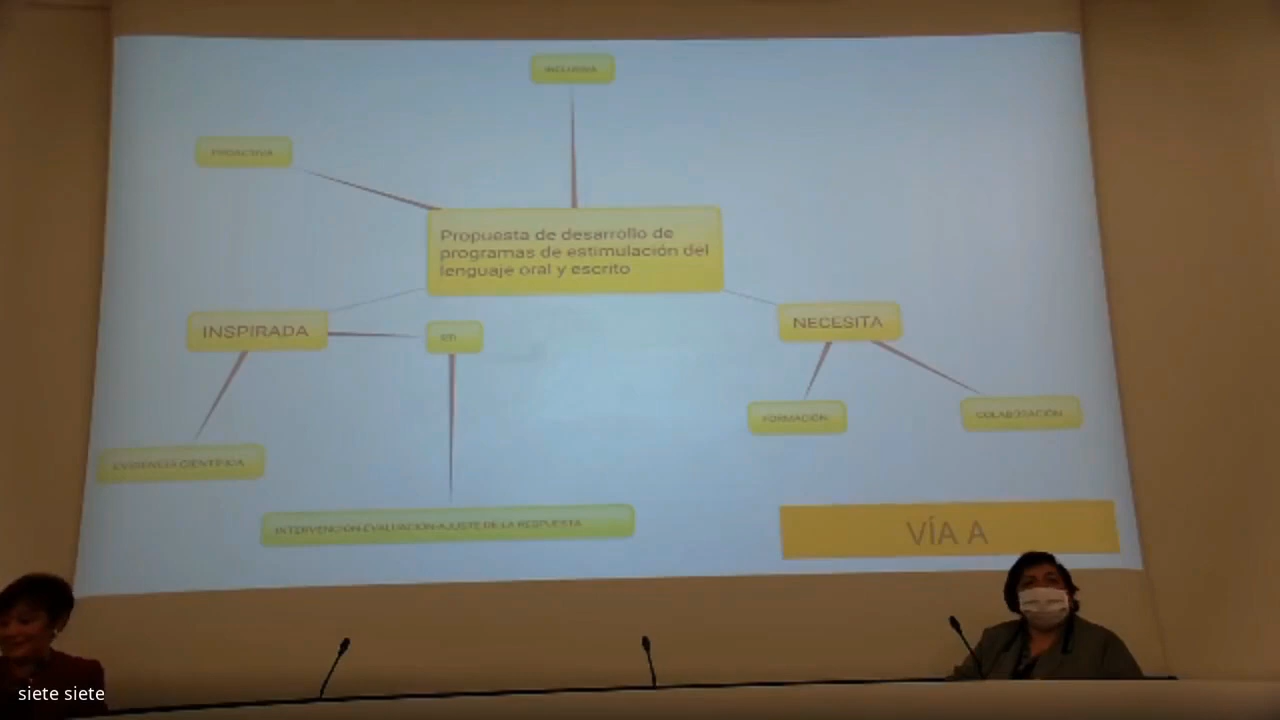 INCLUSIVA
PROACTIVA
Propuesta de desarrollo de
programas de estimulación del
lenguaje oral y escrito
INSPIRADA
NECESITA
FORMACIÓN
COLABORACIÓN
EVIDENCIA CIENTÍFICA
INTERVENCIÓN-EVALUACIÓN-AJUSTE DE LA RESPUESTA
VÍA A
siete siete